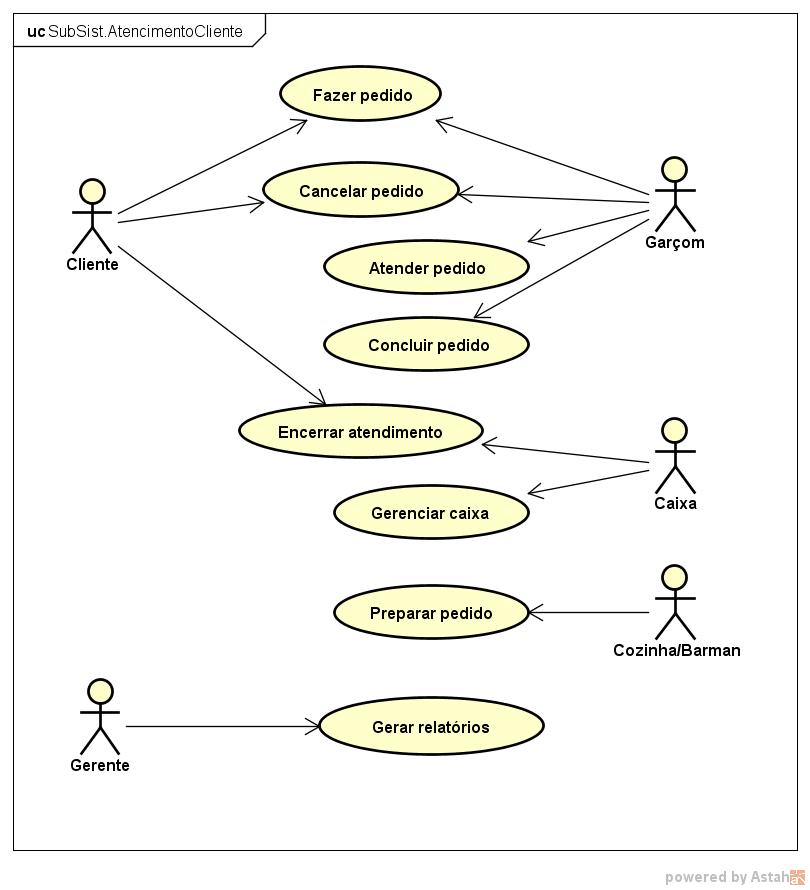 uc SubSist.AtencimentoCliente
Fazer pedido
Cancelar pedido
Garçom
Cliente
Atender pedido
Concluir pedido
Encerrar atendimento
Caixa
Gerenciar caixa
Preparar pedido
Cozinha/Barman
Gerar relatórios
Gerente
powered by Astah